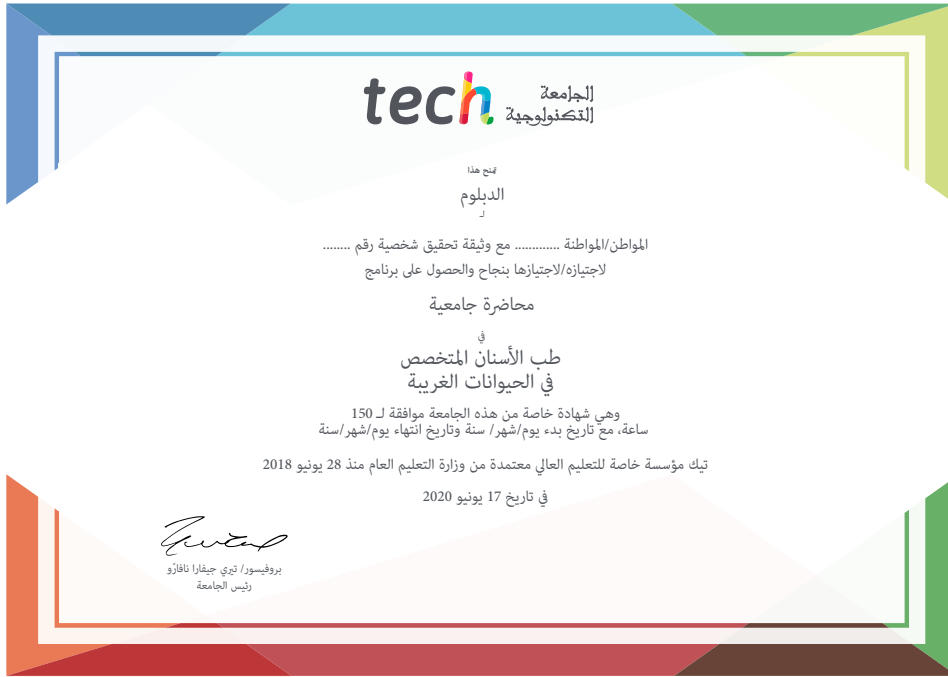 tech الجامعة
التكنولوجية
تمنح هذا
الدبلوم
لـ
المواطن/المواطنة ............. مع وثيقة تحقيق شخصية رقم ........
لاجتيازه/لاجتيازها بنجاح والحصول على برنامج
محاضرة جامعية
في
طب الأسنان المتخصص
في الحيوانات الغريبة
وهي شهادة خاصة من هذه الجامعة موافقة لـ 150
ساعة، مع تاريخ بدء يوم/شهر/ سنة وتاريخ انتهاء يوم/شهر/سنة
تيك مؤسسة خاصة للتعليم العالي معتمدة من وزارة التعليم العام منذ 28 يونيو 2018
في تاريخ 17 يونيو 2020
بروفيسور/ تيري جيفارا نافارّو
رئيس الجامعة